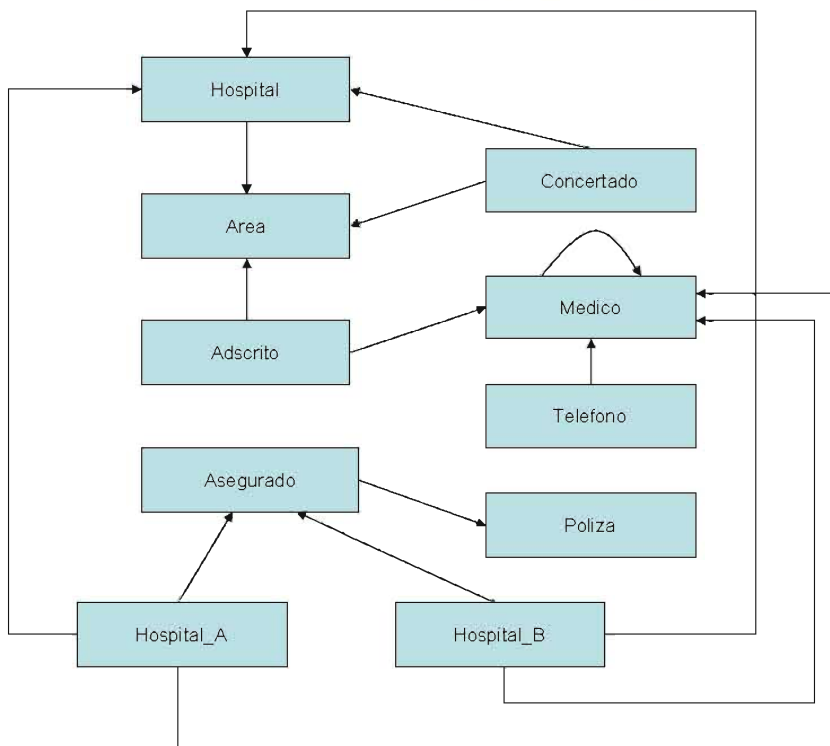 Hospital
Concertado
Area
Medico
Adscrito
Telefono
Asegurado
Poliza
Hospital_A
Hospital_B